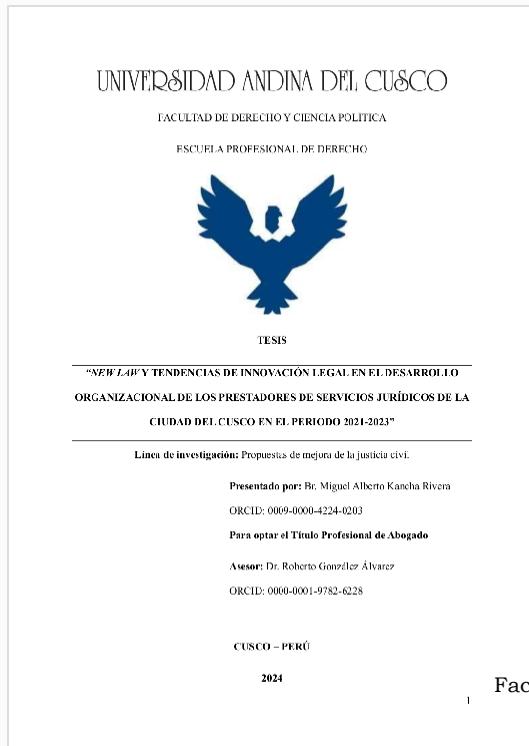 UNIVERSIDAD ANDINA DEL CUSCO
FACULTAD DE DERECHO Y CIENCIA POLITICA
ESCUELA PROFESIONAL DE DERECHO
TESIS
“NEW LAW Y TENDENCIAS DE INNOVACIÓN LEGAL EN EL DESARROLLO
ORGANIZACIONAL DE LOS PRESTADORES DE SERVICIOS JURÍDICOS DE LA
CIUDAD DEL CUSCO EN EL PERIODO 2021-2023”
Línea de investigación: Propuestas de mejora de la justicia civil.
Presentado por: Br. Miguel Alberto Kancha Rivera
ORCID: 0009-0000-4224-0203
Para optar el Título Profesional de Abogado
Asesor: Dr. Roberto González Álvarez
ORCID: 0000-0001-9782-6228
CUSCO – PERÚ
2024
Fac
1